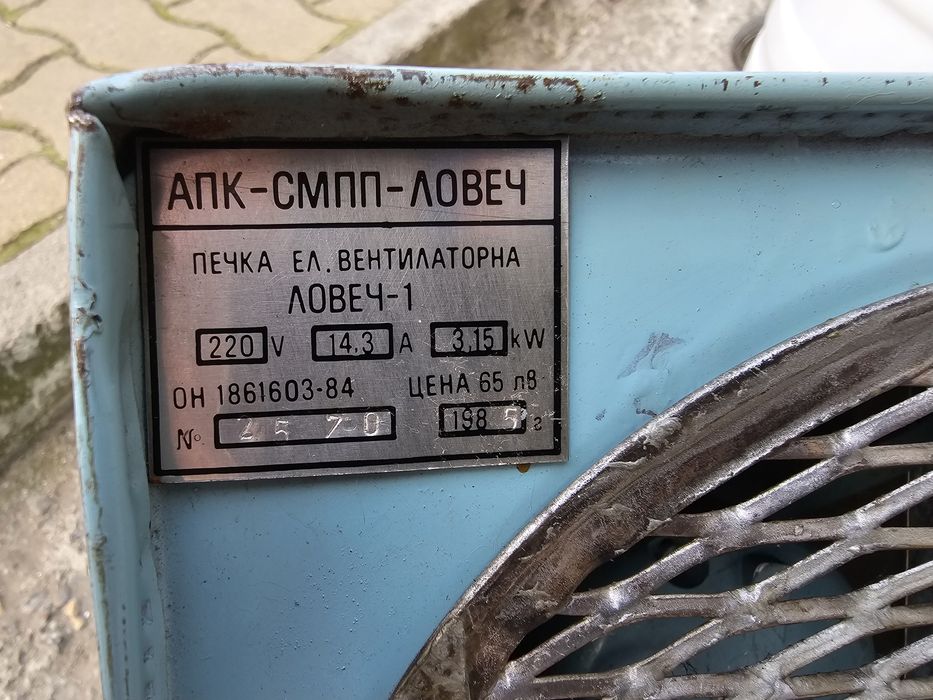 АПК-СМПП-ЛОВЕЧ
ПЕЧКА ЕЛ. ВЕНТИЛАТОРНА
ЛОВЕЧ-1
220 V 14,3 A 3,15 kW
ОН 1861603-84 ЦЕНА 65 лв
№ 2570 1985 г